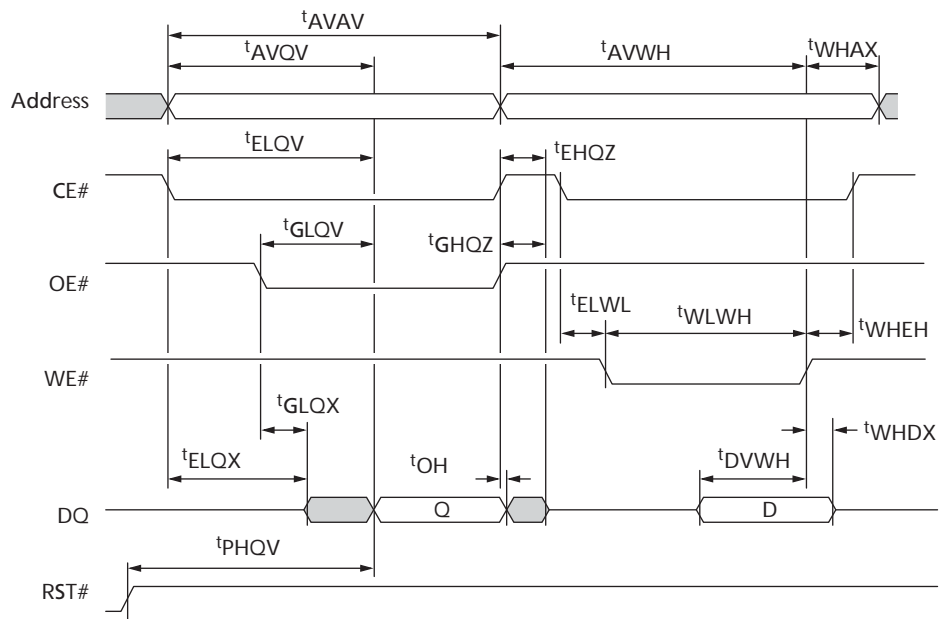 tAVAV
tAVQV
tAVWH
tWHAX
Address
tELQV
tEHQZ
CE#
tGLQV
tGHQZ
OE#
tELWL
tWLWH
tWHEH
WE#
tGLQX
tWHDX
tELQX
tOH
tDVWH
DQ
Q
D
tPHQV
RST#